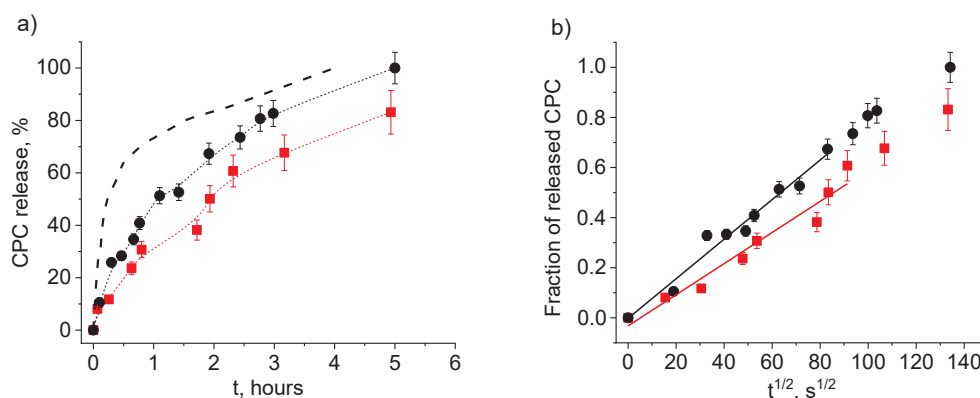 a)
CPC release, %
100
80
60
40
20
0
0 1 2 3 4 5 6
t, hours
b)
Fraction of released CPC
1.0
0.8
0.6
0.4
0.2
0.0
0 20 40 60 80 100 120 140
t^1/2, s^1/2